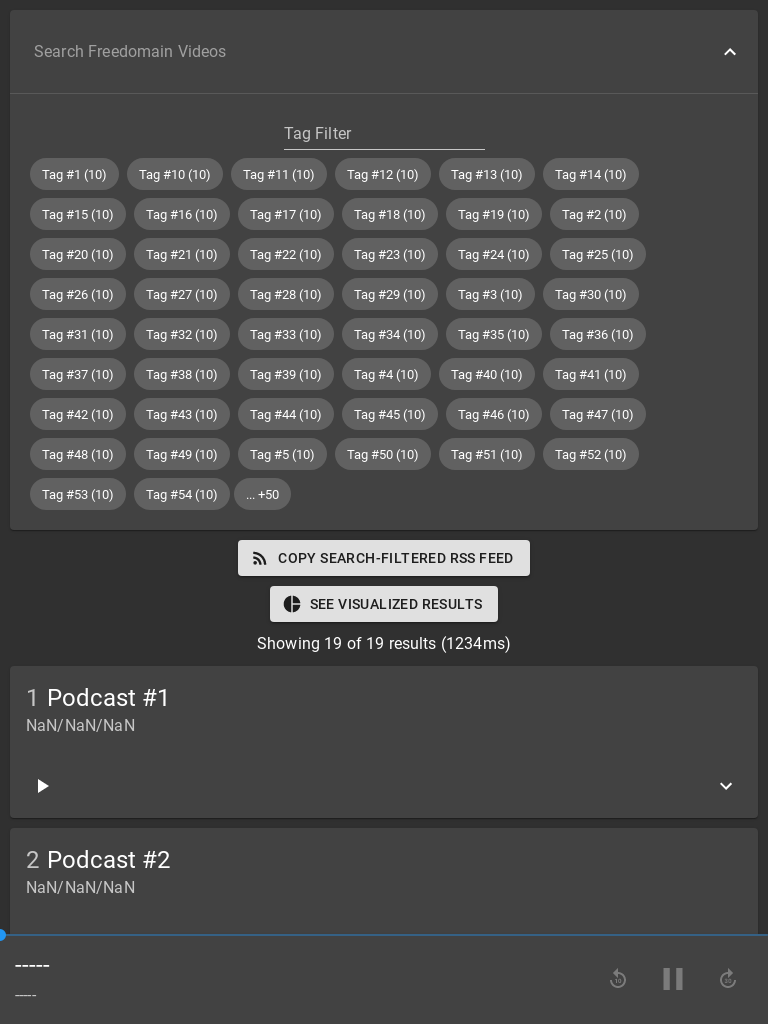 Search Freedomain Videos
Tag Filter
Tag #1 (10) Tag #10 (10) Tag #11 (10) Tag #12 (10) Tag #13 (10) Tag #14 (10)
Tag #15 (10) Tag #16 (10) Tag #17 (10) Tag #18 (10) Tag #19 (10) Tag #2 (10)
Tag #20 (10) Tag #21 (10) Tag #22 (10) Tag #23 (10) Tag #24 (10) Tag #25 (10)
Tag #26 (10) Tag #27 (10) Tag #28 (10) Tag #29 (10) Tag #3 (10) Tag #30 (10)
Tag #31 (10) Tag #32 (10) Tag #33 (10) Tag #34 (10) Tag #35 (10) Tag #36 (10)
Tag #37 (10) Tag #38 (10) Tag #39 (10) Tag #4 (10) Tag #40 (10) Tag #41 (10)
Tag #42 (10) Tag #43 (10) Tag #44 (10) Tag #45 (10) Tag #46 (10) Tag #47 (10)
Tag #48 (10) Tag #49 (10) Tag #5 (10) Tag #50 (10) Tag #51 (10) Tag #52 (10)
Tag #53 (10) Tag #54 (10) ... +50
COPY SEARCH-FILTERED RSS FEED
SEE VISUALIZED RESULTS
Showing 19 of 19 results (1234ms)
1 Podcast #1
NaN/NaN/NaN
2 Podcast #2
NaN/NaN/NaN
-----
-----
10 30